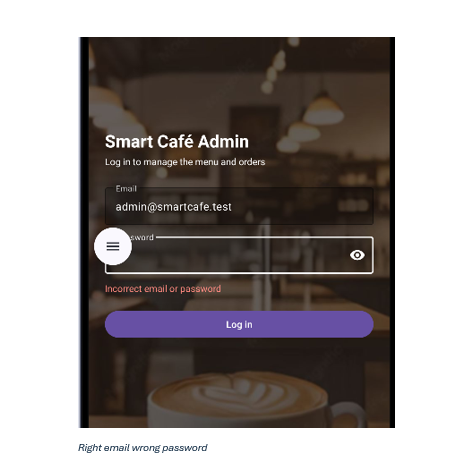 Smart Café Admin
Log in to manage the menu and orders
Email
admin@smartcafe.test
sword
Incorrect email or password
Log in
Right email wrong password